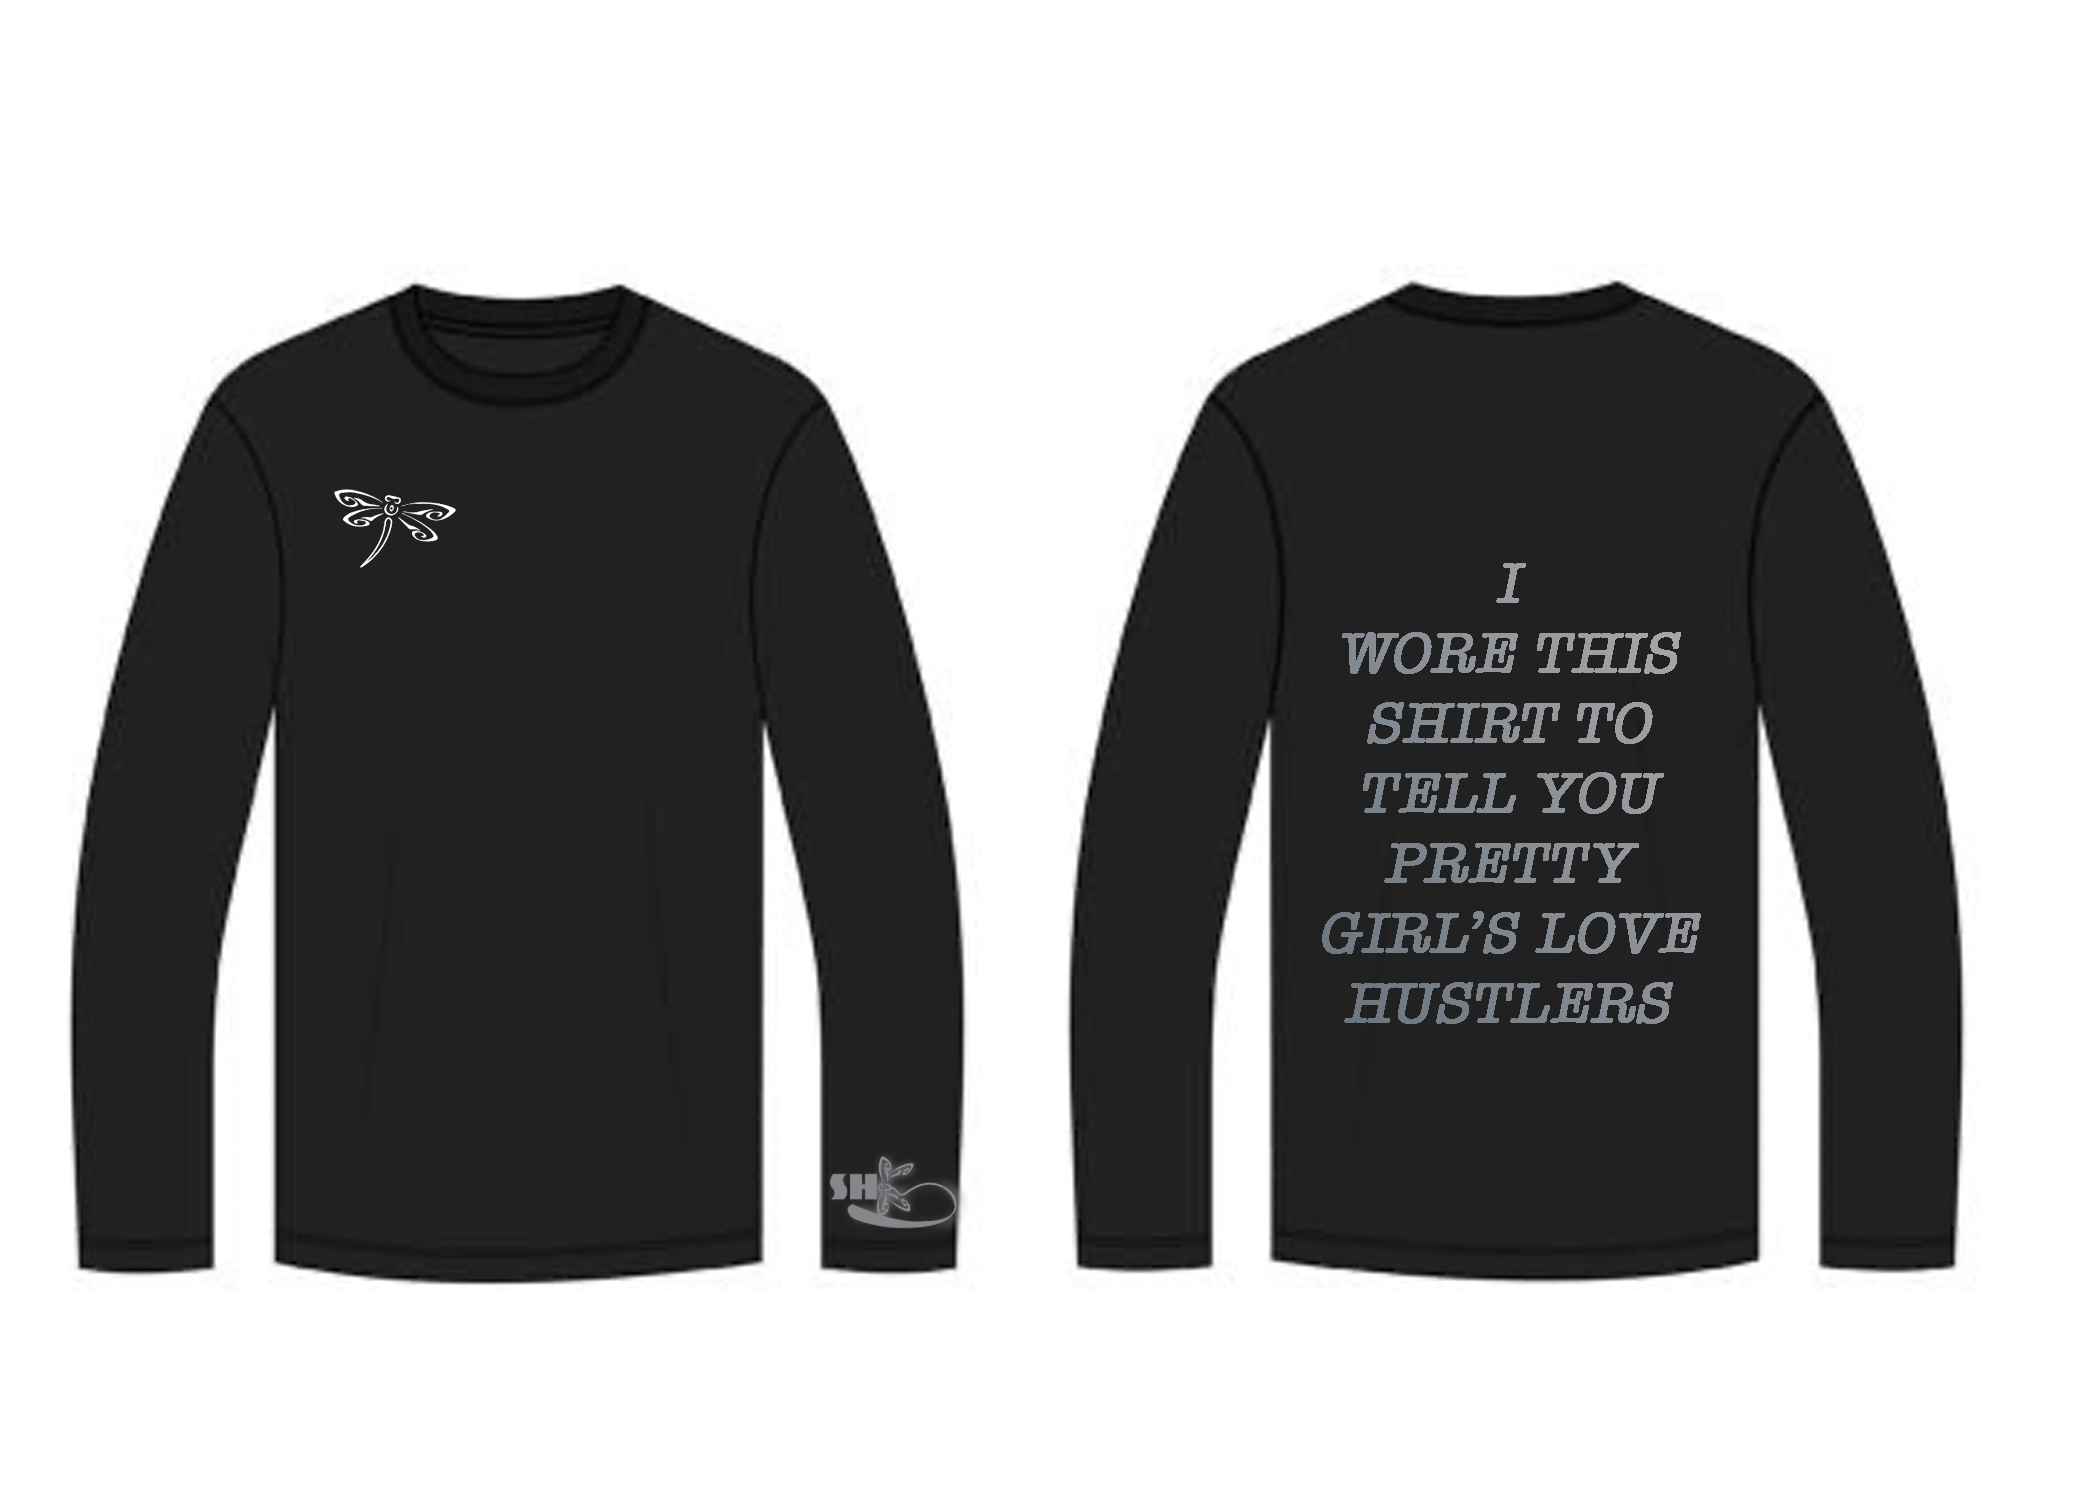 I
WORE THIS
SHIRT TO
TELL YOU
PRETTY
GIRL'S LOVE
HUSTLERS
SH